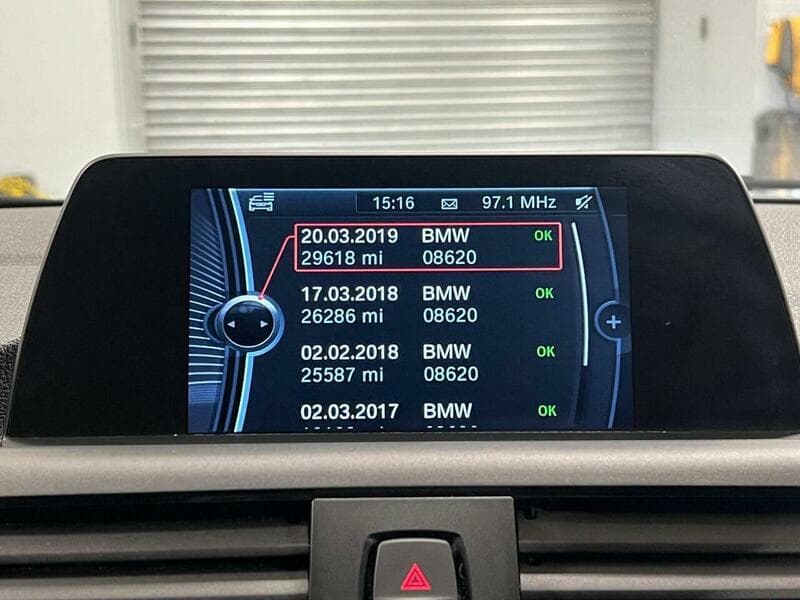 15:16 97.1 MHz
20.03.2019 BMW OK
29618 mi 08620
17.03.2018 BMW OK
26286 mi 08620
02.02.2018 BMW OK
25587 mi 08620
02.03.2017 BMW OK